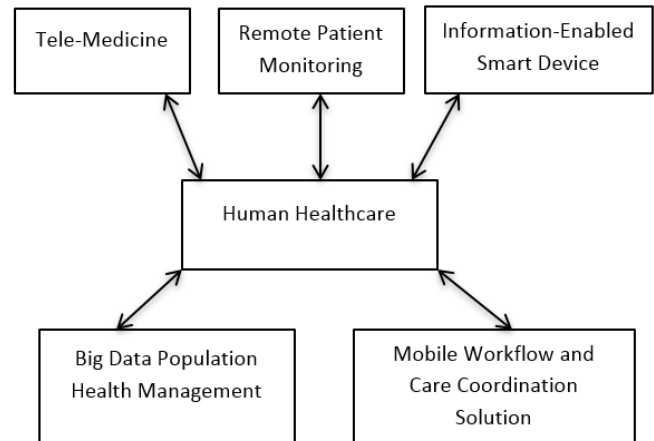 Tele-Medicine
Remote Patient
Monitoring
Information-Enabled
Smart Device
Human Healthcare
Big Data Population
Health Management
Mobile Workflow and
Care Coordination
Solution